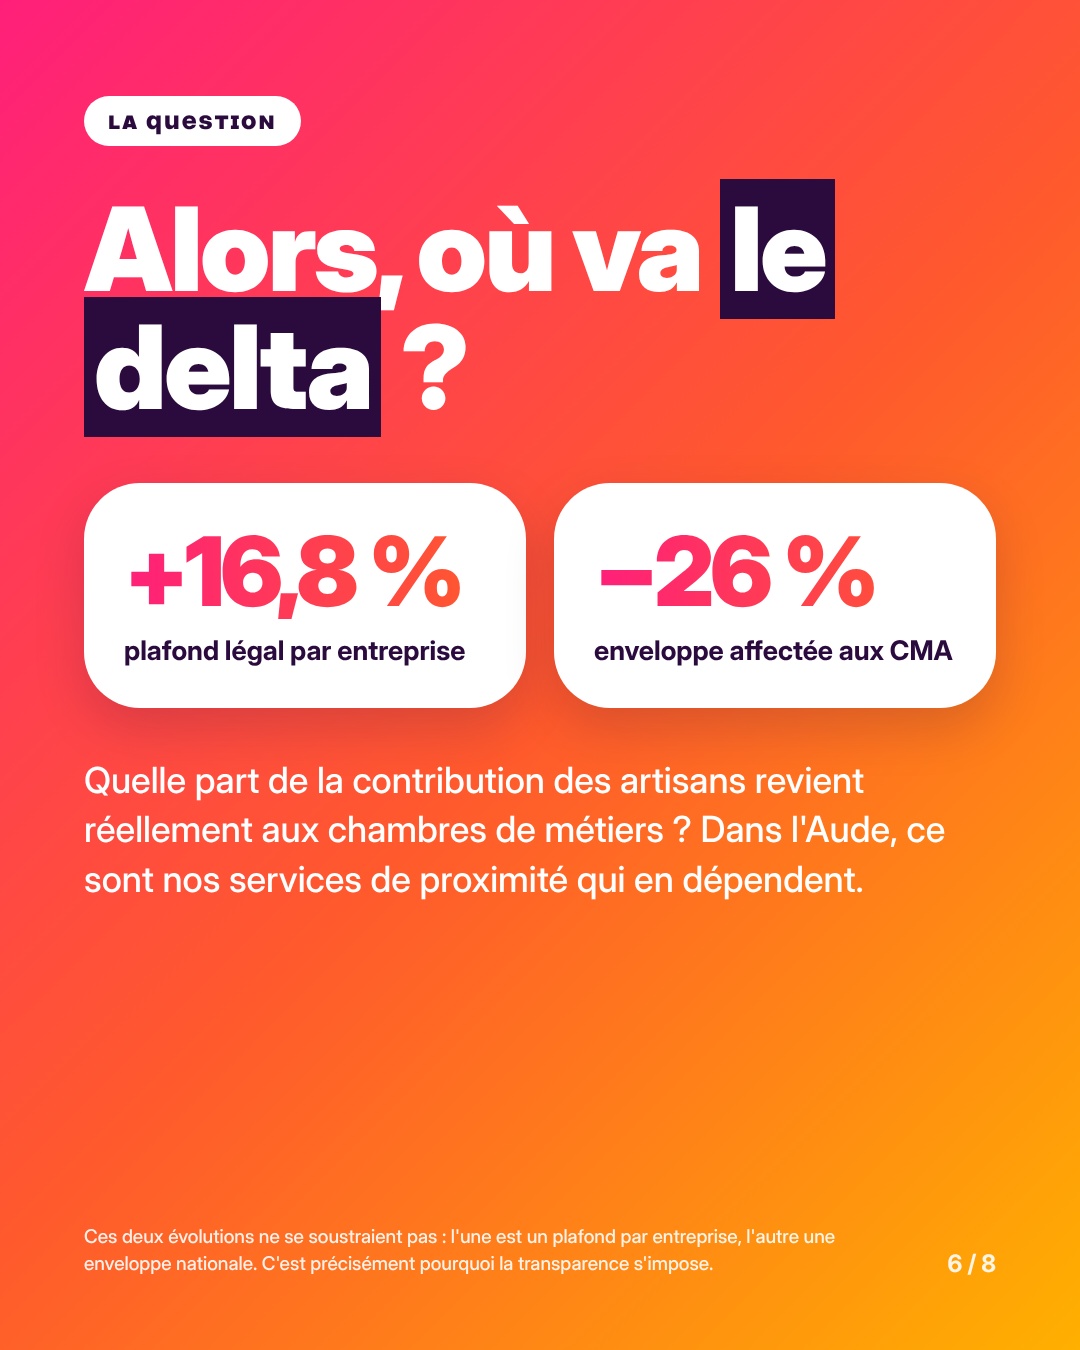 LA queSTION
Alors, où va le
delta ?
+16,8 %
plafond légal par entreprise
−26 %
enveloppe affectée aux CMA
Quelle part de la contribution des artisans revient
réellement aux chambres de métiers ? Dans l'Aude, ce
sont nos services de proximité qui en dépendent.
Ces deux évolutions ne se soustraient pas : l'une est un plafond par entreprise, l'autre une
enveloppe nationale. C'est précisément pourquoi la transparence s'impose.
6 / 8